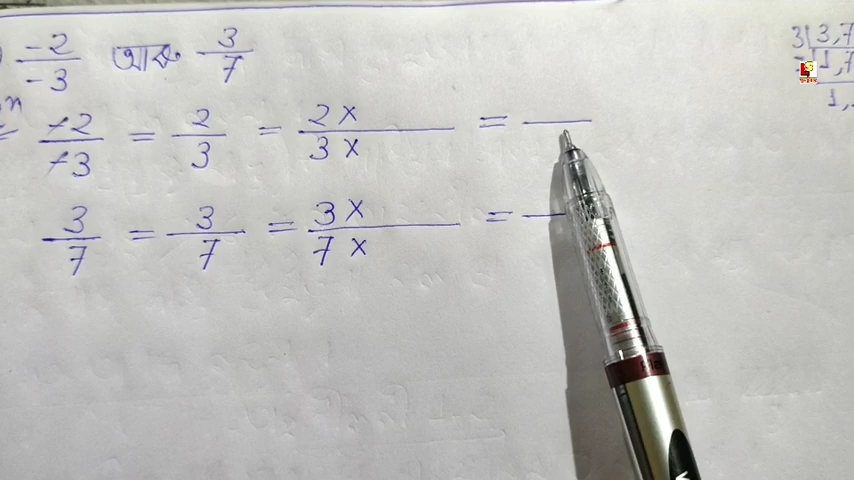 -2/-3 আৰু 3/7
3 | 3, 7
-2/-3 = 2/3 = 2×/3× = —
1, 7
1,
3/7 = 3/7 = 3×/7× = —